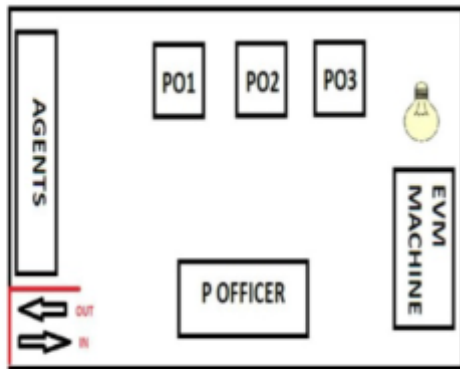 AGENTS
PO1
PO2
PO3
EVM
MACHINE
P OFFICER
OUT
IN